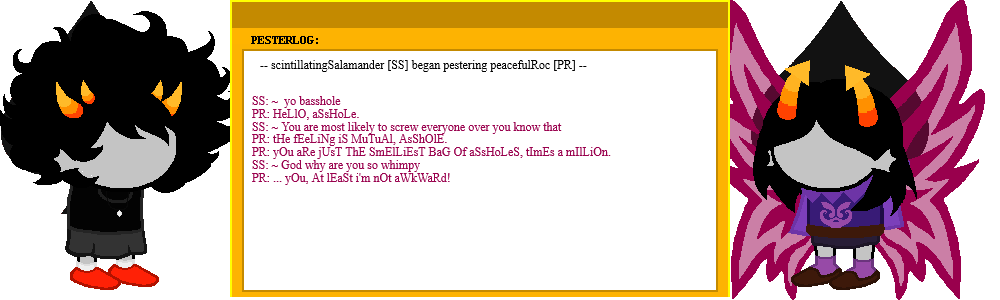 PESTERLOG:
-- scintillatingSalamander [SS] began pestering peacefulRoc [PR] --
SS: ~  yo basshole
PR: HeLlO, aSsHoLe.
SS: ~ You are most likely to screw everyone over you know that
PR: tHe fEeLiNg iS MuTuAl, AsShOlE.
PR: yOu aRe jUsT ThE SmElLiEsT BaG Of aSsHoLeS, tImEs a mIlLiOn.
SS: ~ God why are you so whimpy
PR: ... yOu, At lEaSt i'm nOt aWkWaRd!